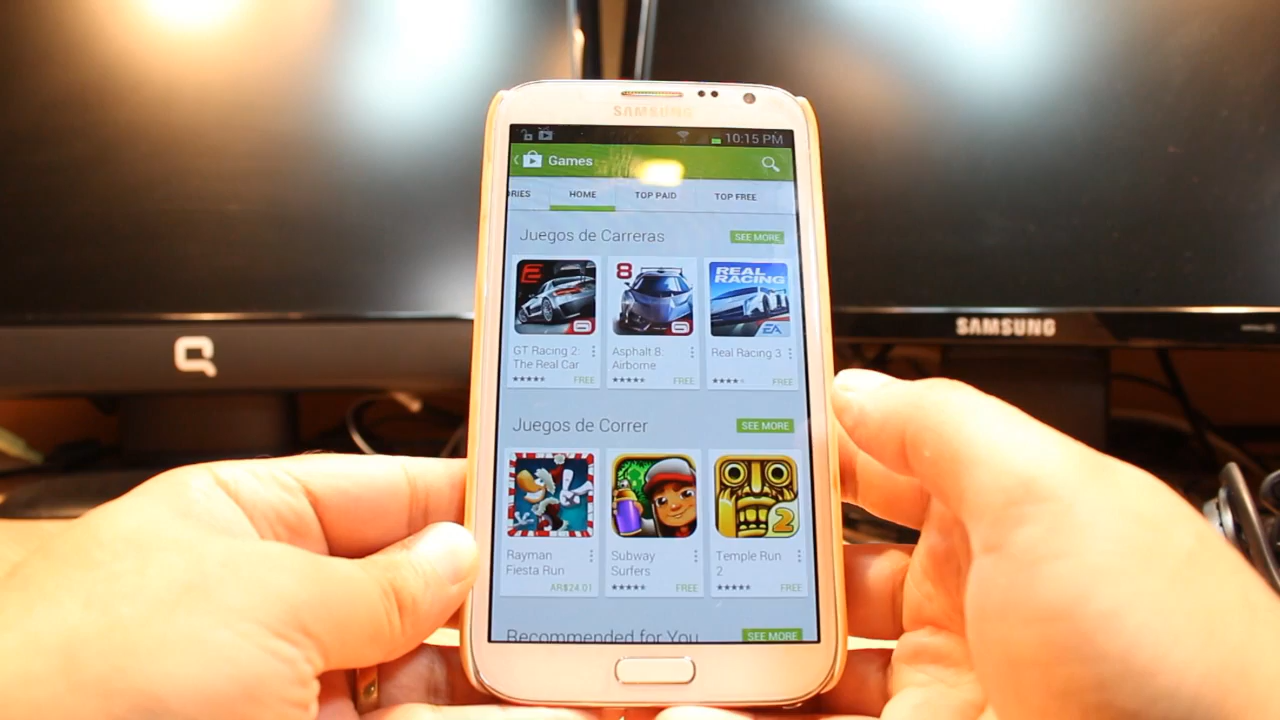 SAMSUNG
10:15 PM
Games
RIES HOME TOP PAID TOP FREE
Juegos de Carreras SEE MORE
8
REAL
RACING
EA
GT Racing 2: Asphalt 8: Real Racing 3
The Real Car Airborne
FREE FREE FREE
SAMSUNG
Juegos de Correr SEE MORE
2
Rayman Subway Temple Run
Fiesta Run Surfers 2
AR$24.01 FREE FREE
Recommended for You SEE MORE